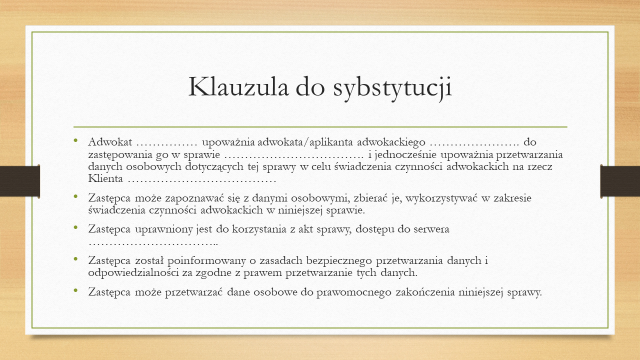 Klauzula do sybstytucji
• Adwokat …………… upoważnia adwokata/aplikanta adwokackiego …………………. do
zastępowania go w sprawie ……………………………. i jednocześnie upoważnia przetwarzania
danych osobowych dotyczących tej sprawy w celu świadczenia czynności adwokackich na rzecz
Klienta ………………………………
• Zastępca może zapoznawać się z danymi osobowymi, zbierać je, wykorzystywać w zakresie
świadczenia czynności adwokackich w niniejszej sprawie.
• Zastępca uprawniony jest do korzystania z akt sprawy, dostępu do serwera
…………………………..
• Zastępca został poinformowany o zasadach bezpiecznego przetwarzania danych i
odpowiedzialności za zgodne z prawem przetwarzanie tych danych.
• Zastępca może przetwarzać dane osobowe do prawomocnego zakończenia niniejszej sprawy.